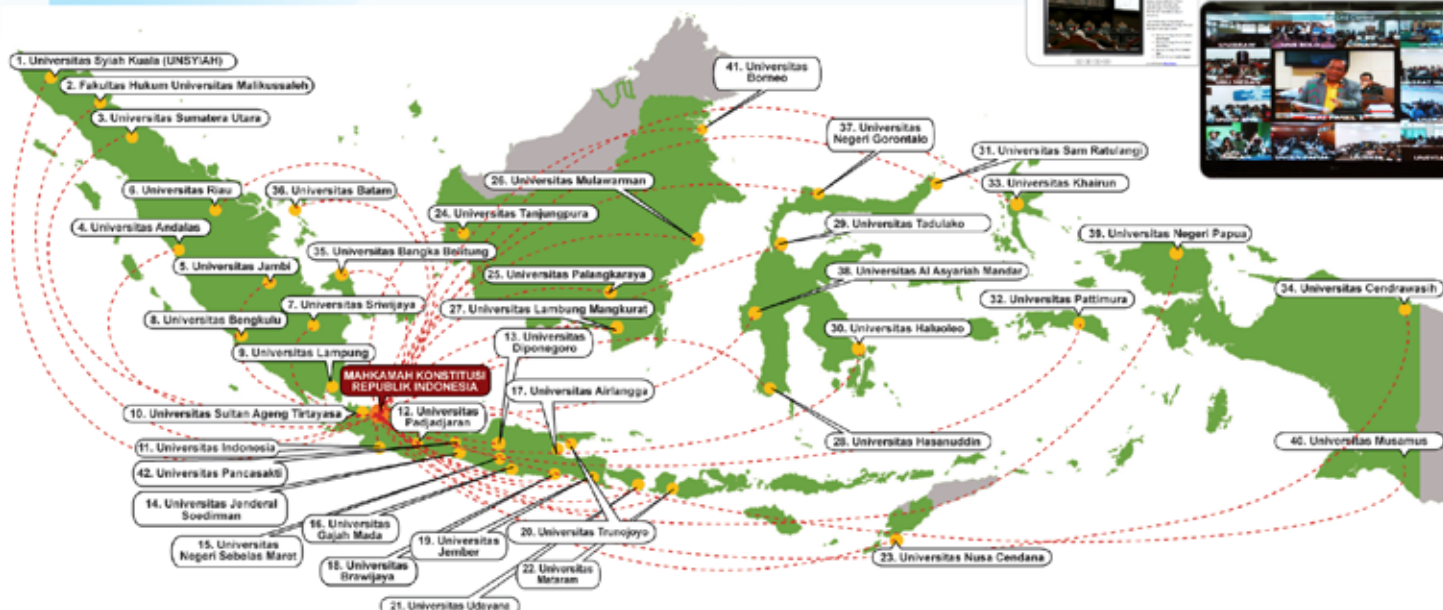 1. Universitas Syiah Kuala (UNSYIAH)
2. Fakultas Hukum Universitas Malikussaleh
3. Universitas Sumatera Utara
41. Universitas
Borneo
37. Universitas
Negeri Gorontalo
31. Universitas Sam Ratulangi
33. Universitas Khairun
6. Universitas Riau
36. Universitas Batam
26. Universitas Mulawarman
4. Universitas Andalas
24. Universitas Tanjungpura
29. Universitas Tadulako
39. Universitas Negeri Papua
35. Universitas Bangka Belitung
5. Universitas Jambi
25. Universitas Palangkaraya
38. Universitas Al Asyariah Mandar
34. Universitas Cendrawasih
7. Universitas Sriwijaya
27. Universitas Lambung Mangkurat
32. Universitas Pattimura
8. Universitas Bengkulu
13. Universitas
Diponegoro
30. Universitas Haluoleo
9. Universitas Lampung
MAHKAMAH KONSTITUSI
REPUBLIK INDONESIA
17. Universitas Airlangga
10. Universitas Sultan Ageng Tirtayasa
12. Universitas
Padjadjaran
11. Universitas Indonesia
28. Universitas Hasanuddin
40. Universitas Musamus
42. Universitas Pancasakti
14. Universitas Jenderal
Soedirman
16. Universitas
Gajah Mada
20. Universitas Trunojoyo
15. Universitas
Negeri Sebelas Maret
19. Universitas
Jember
23. Universitas Nusa Cendana
18. Universitas
Brawijaya
22. Universitas
Mataram
21. Universitas Udayana